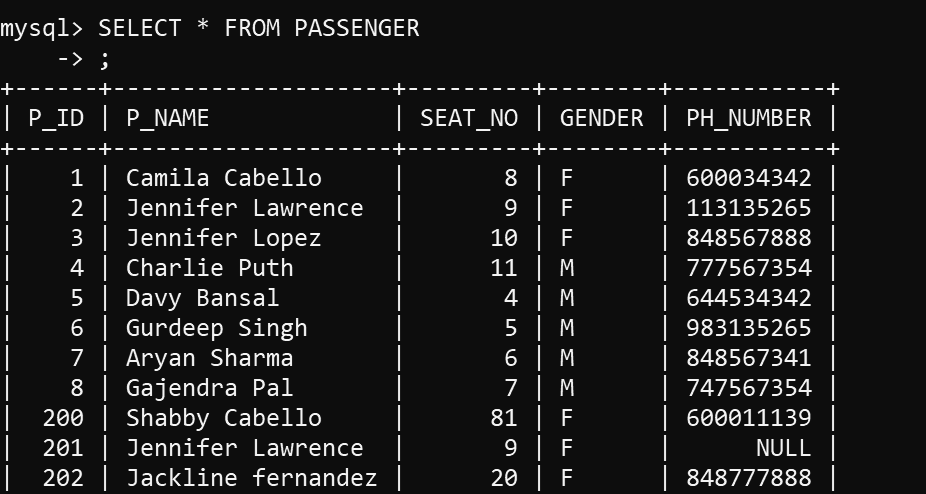 mysql> SELECT * FROM PASSENGER
    -> ;
+------+--------------------+---------+--------+-----------+
| P_ID | P_NAME             | SEAT_NO | GENDER | PH_NUMBER |
+------+--------------------+---------+--------+-----------+
|    1 | Camila Cabello     |       8 | F      | 600034342 |
|    2 | Jennifer Lawrence  |       9 | F      | 113135265 |
|    3 | Jennifer Lopez     |      10 | F      | 848567888 |
|    4 | Charlie Puth       |      11 | M      | 777567354 |
|    5 | Davy Bansal        |       4 | M      | 644534342 |
|    6 | Gurdeep Singh      |       5 | M      | 983135265 |
|    7 | Aryan Sharma       |       6 | M      | 848567341 |
|    8 | Gajendra Pal       |       7 | M      | 747567354 |
|  200 | Shabby Cabello     |      81 | F      | 600011139 |
|  201 | Jennifer Lawrence  |       9 | F      |      NULL |
|  202 | Jackline fernandez |      20 | F      | 848777888 |